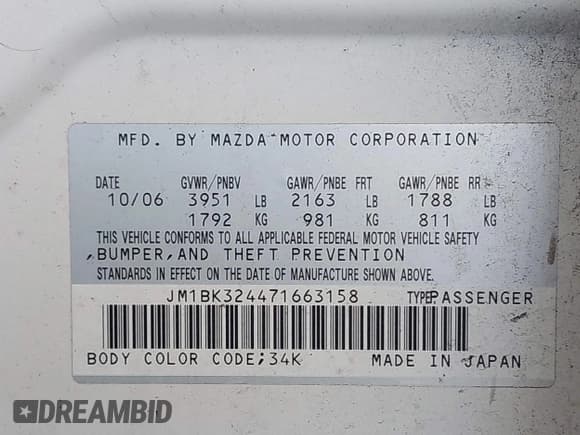 MFD. BY MAZDA MOTOR CORPORATION
DATE GVWR/PNBV GAWR/PNBE FRT GAWR/PNBE RR
10/06 3951 LB 2163 LB 1788 LB
1792 KG 981 KG 811 KG
THIS VEHICLE CONFORMS TO ALL APPLICABLE FEDERAL MOTOR VEHICLE SAFETY
,BUMPER,AND THEFT PREVENTION
STANDARDS IN EFFECT ON THE DATE OF MANUFACTURE SHOWN ABOVE.
JM1BK324471663158 TYPE PASSENGER
BODY COLOR CODE;34K MADE IN JAPAN
DREAMBID